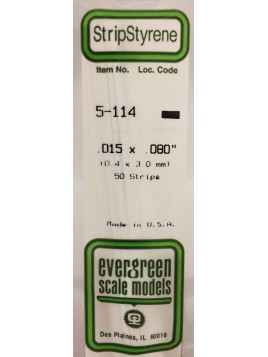 StripStyrene
Item No. Loc. Code
5-114
.015 x .080"
(0.4 x 3.0 mm)
50 Strips
Made in U.S.A.
evergreen
scale models
Des Plaines, IL 60018